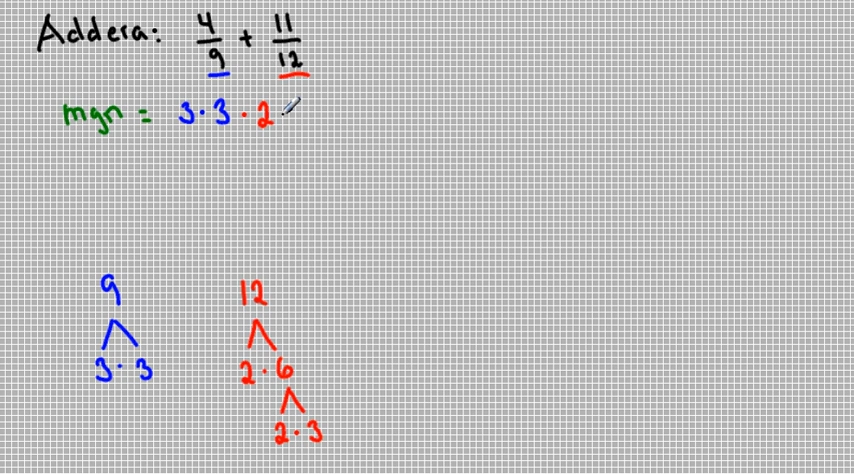 Addera: 4/9 + 11/12
mgn = 3·3·2
9 12
3·3 2·6
2·3